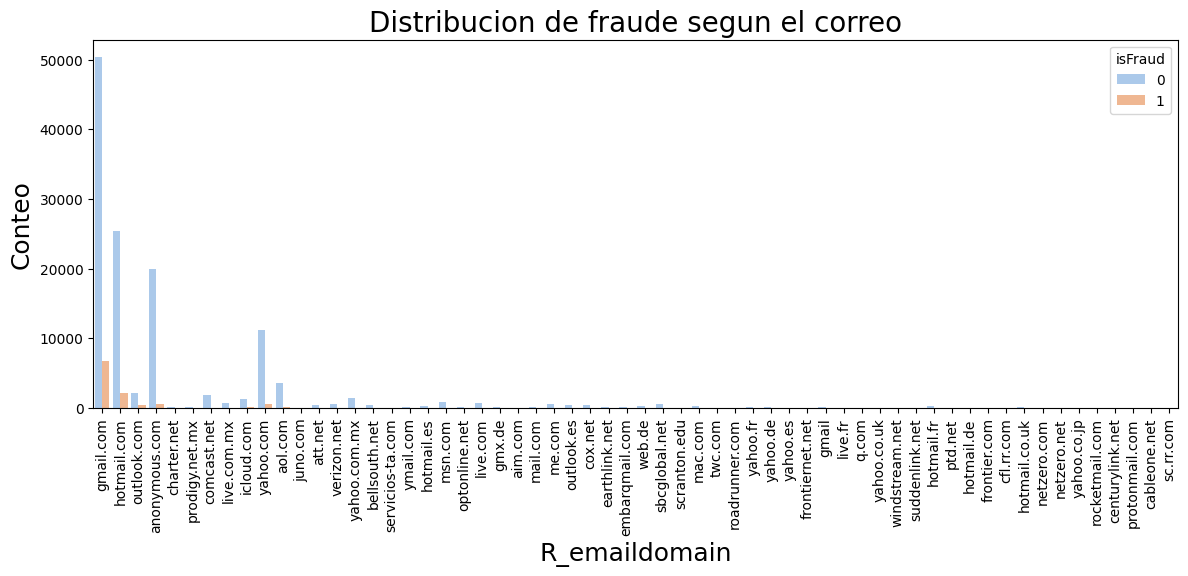 Distribucion de fraude segun el correo
isFraud
0
1
Conteo
50000
40000
30000
20000
10000
0
gmail.com
hotmail.com
outlook.com
anonymous.com
charter.net
prodigy.net.mx
comcast.net
live.com.mx
icloud.com
yahoo.com
aol.com
juno.com
att.net
verizon.net
yahoo.com.mx
bellsouth.net
servicios-ta.com
ymail.com
hotmail.es
msn.com
optonline.net
live.com
gmx.de
aim.com
mail.com
me.com
outlook.es
cox.net
earthlink.net
embarqmail.com
web.de
sbcglobal.net
scranton.edu
mac.com
twc.com
roadrunner.com
yahoo.fr
yahoo.de
yahoo.es
frontiernet.net
gmail
live.fr
q.com
yahoo.co.uk
windstream.net
suddenlink.net
hotmail.fr
ptd.net
hotmail.de
frontier.com
cfl.rr.com
hotmail.co.uk
netzero.com
netzero.net
yahoo.co.jp
rocketmail.com
centurylink.net
protonmail.com
cableone.net
sc.rr.com
R_emaildomain